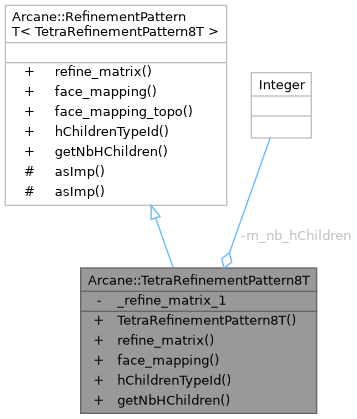 Arcane::RefinementPattern
T< TetraRefinementPattern8T >
+ refine_matrix()
+ face_mapping()
+ face_mapping_topo()
+ hChildrenTypeId()
+ getNbHChildren()
# asImp()
# asImp()
Integer
-m_nb_hChildren
Arcane::TetraRefinementPattern8T
- _refine_matrix_1
+ TetraRefinementPattern8T()
+ refine_matrix()
+ face_mapping()
+ hChildrenTypeId()
+ getNbHChildren()